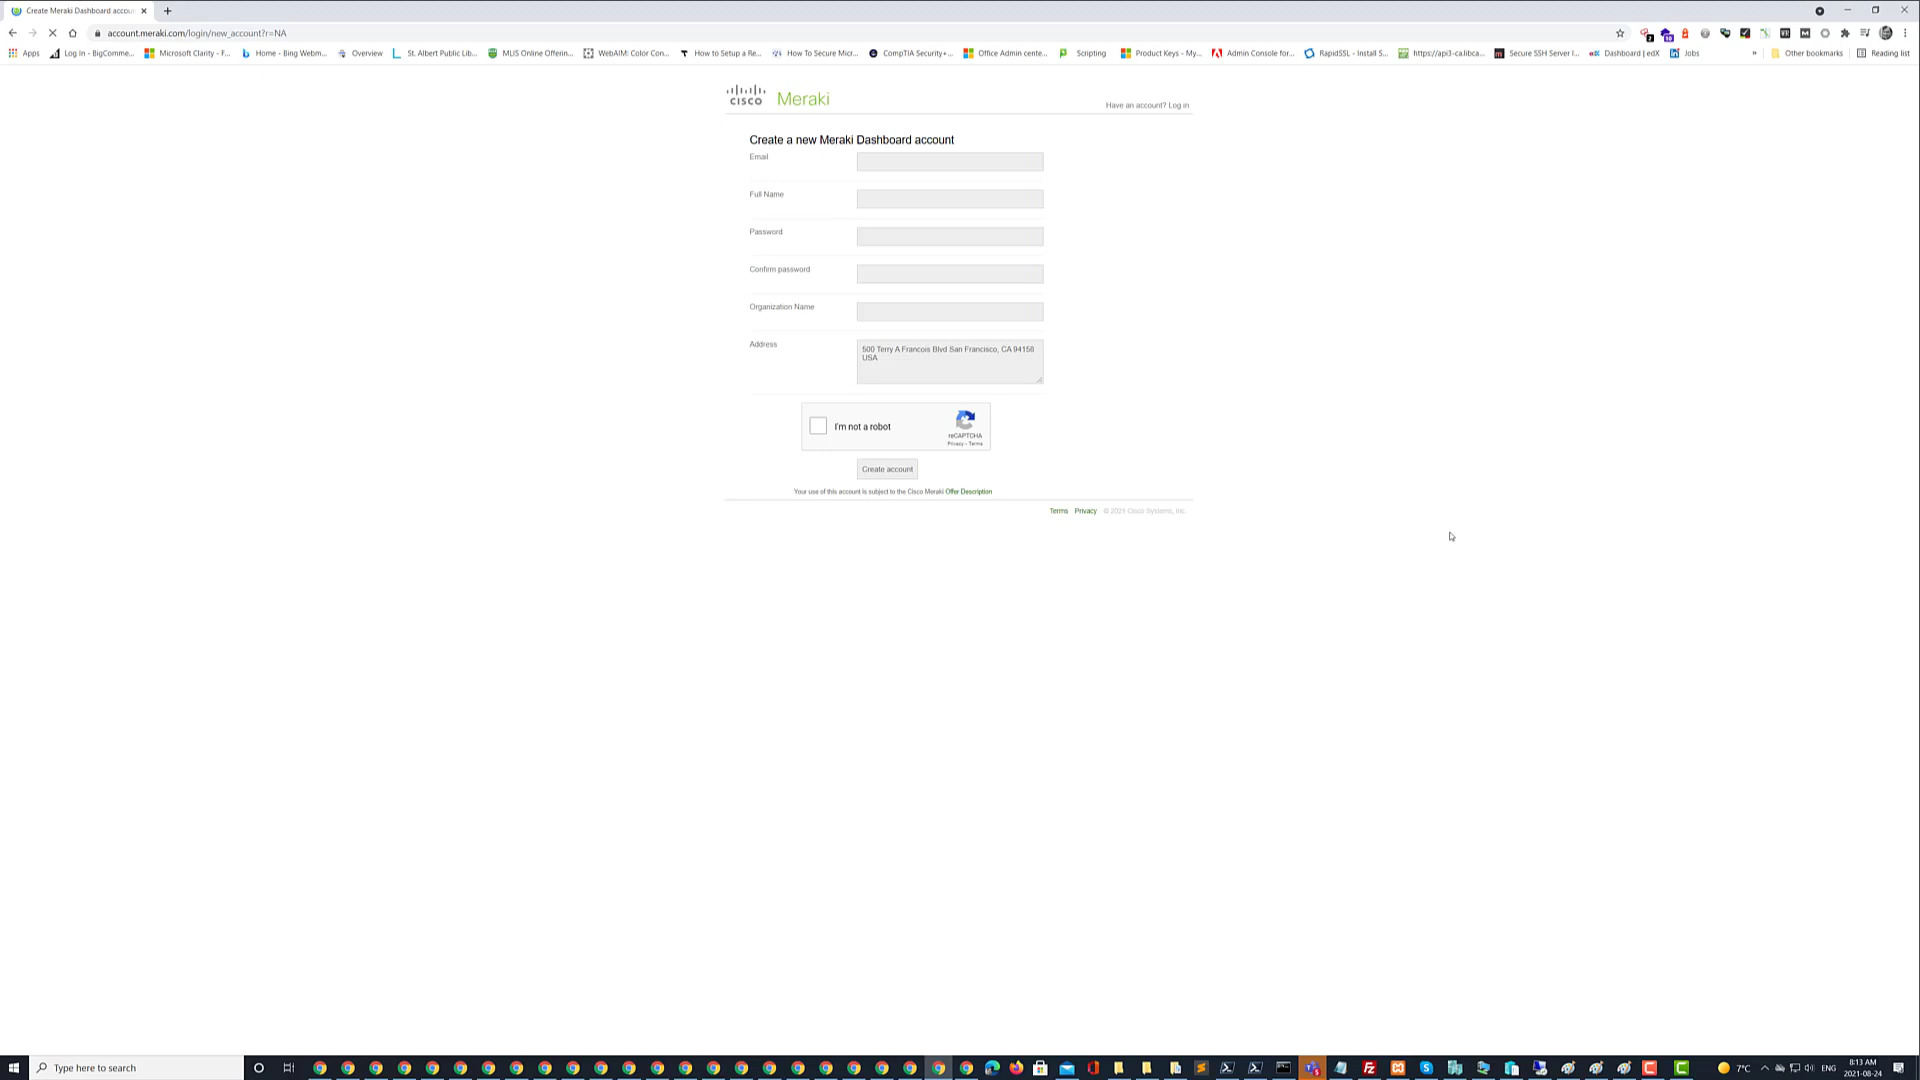 Create Meraki Dashboard accoun
account.meraki.com/login/new_account?r=NA
Apps
Log In - BigComme...
Microsoft Clarity - F...
Home - Bing Webm...
Overview
St. Albert Public Lib...
MLIS Online Offerin...
WebAIM: Color Con...
How to Setup a Re...
How To Secure Micr...
CompTIA Security+...
Office Admin cente...
Scripting
Product Keys - My...
Admin Console for...
RapidSSL - Install S...
https://api3-ca.libca...
Secure SSH Server I...
Dashboard | edX
Jobs
»
Other bookmarks
Reading list
CISCO Meraki
Have an account? Log in
Create a new Meraki Dashboard account
Email
Full Name
Password
Confirm password
Organization Name
Address
500 Terry A Francois Blvd San Francisco, CA 94158
USA
I'm not a robot
reCAPTCHA
Privacy - Terms
Create account
Your use of this account is subject to the Cisco Meraki Offer Description
Terms Privacy © 2021 Cisco Systems, Inc.
Type here to search
7°C
ENG
8:13 AM
2021-08-24